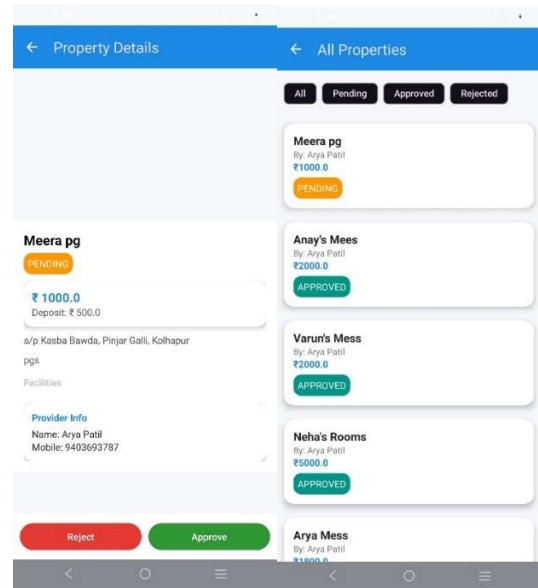 Property Details
Meera pg
PENDING
₹ 1000.0
Deposit: ₹ 500.0
a/p Kasba Bawda, Pinjar Galli, Kolhapur
pgs
Facilities
Provider Info
Name: Arya Patil
Mobile: 9403693787
Reject
Approve
All Properties
All
Pending
Approved
Rejected
Meera pg
By: Arya Patil
₹1000.0
PENDING
Anay's Mees
By: Arya Patil
₹2000.0
APPROVED
Varun's Mess
By: Arya Patil
₹2000.0
APPROVED
Neha's Rooms
By: Arya Patil
₹5000.0
APPROVED
Arya Mess
By: Arya Patil
₹1800.0